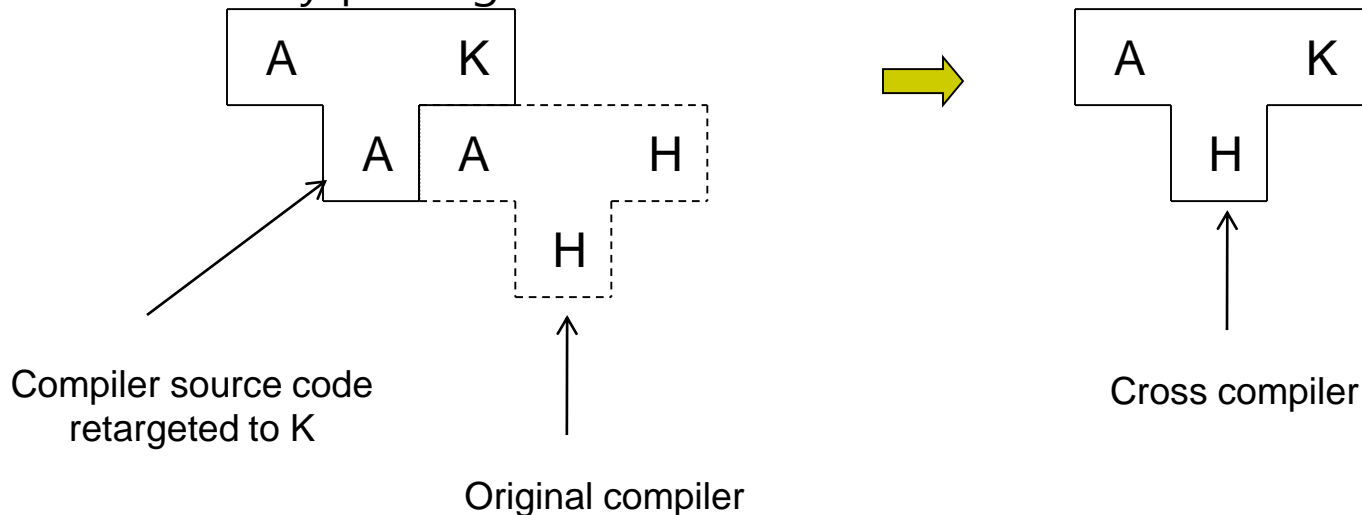 A K
A A H
H
A K
H
Compiler source code
retargeted to K
Original compiler
Cross compiler